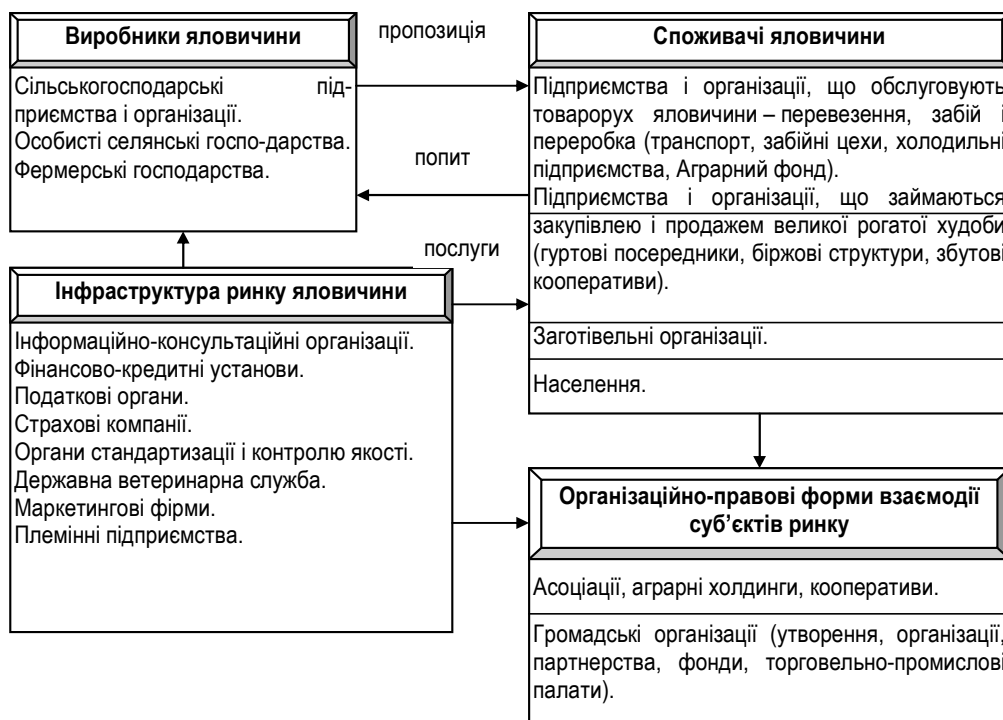 Виробники яловичини
Сільськогосподарські під-
приємства і організації.
Особисті селянські госпо-дарства.
Фермерські господарства.
пропозиція
попит
послуги
Споживачі яловичини
Підприємства і організації, що обслуговують
товарорух яловичини – перевезення, забій і
переробка (транспорт, забійні цехи, холодильні
підприємства, Аграрний фонд).
Підприємства і організації, що займаються
закупівлею і продажем великої рогатої худоби
(гуртові посередники, біржові структури, збутові
кооперативи).
Заготівельні організації.
Населення.
Інфраструктура ринку яловичини
Інформаційно-консультаційні організації.
Фінансово-кредитні установи.
Податкові органи.
Страхові компанії.
Органи стандартизації і контролю якості.
Державна ветеринарна служба.
Маркетингові фірми.
Племінні підприємства.
Організаційно-правові форми взаємодії
суб’єктів ринку
Асоціації, аграрні холдинги, кооперативи.
Громадські організації (утворення, організації,
партнерства, фонди, торговельно-промислові
палати).